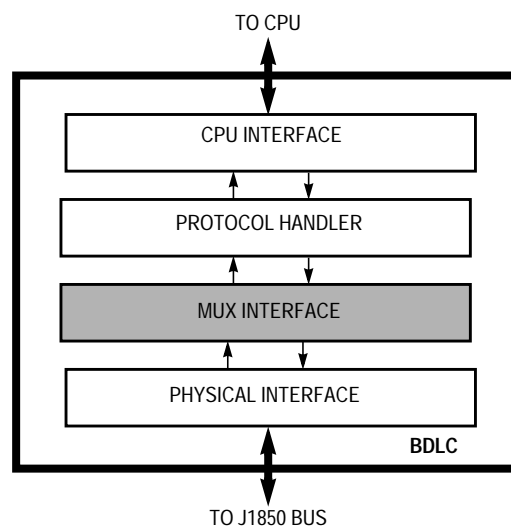 TO CPU
CPU INTERFACE
PROTOCOL HANDLER
MUX INTERFACE
PHYSICAL INTERFACE
BDLC
TO J1850 BUS